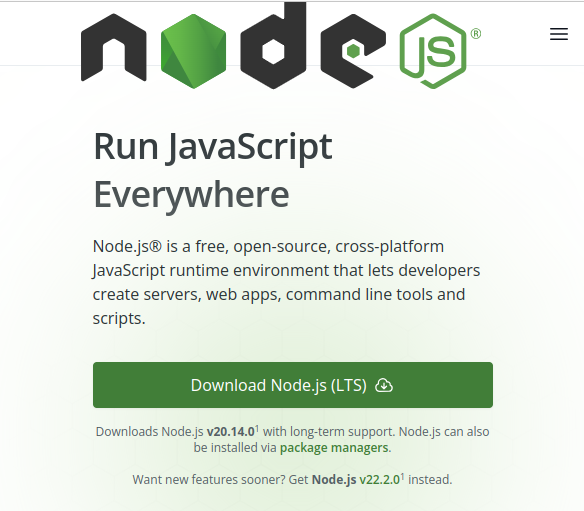 node JS ®
Run JavaScript
Everywhere
Node.js® is a free, open-source, cross-platform
JavaScript runtime environment that lets developers
create servers, web apps, command line tools and
scripts.
Download Node.js (LTS)
Downloads Node.js v20.14.0¹ with long-term support. Node.js can also
be installed via package managers.
Want new features sooner? Get Node.js v22.2.0¹ instead.